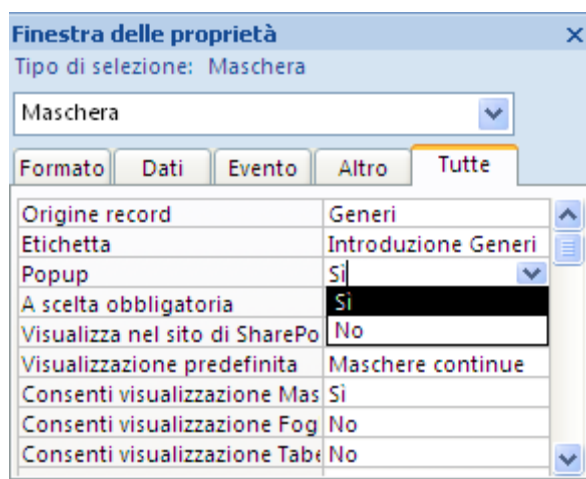 Finestra delle proprietà
Tipo di selezione: Maschera
Maschera
Formato Dati Evento Altro Tutte
Origine record Generi
Etichetta Introduzione Generi
Popup Sì
A scelta obbligatoria Sì
Visualizza nel sito di SharePo No
Visualizzazione predefinita Maschere continue
Consenti visualizzazione Mas Sì
Consenti visualizzazione Fog No
Consenti visualizzazione Tabe No